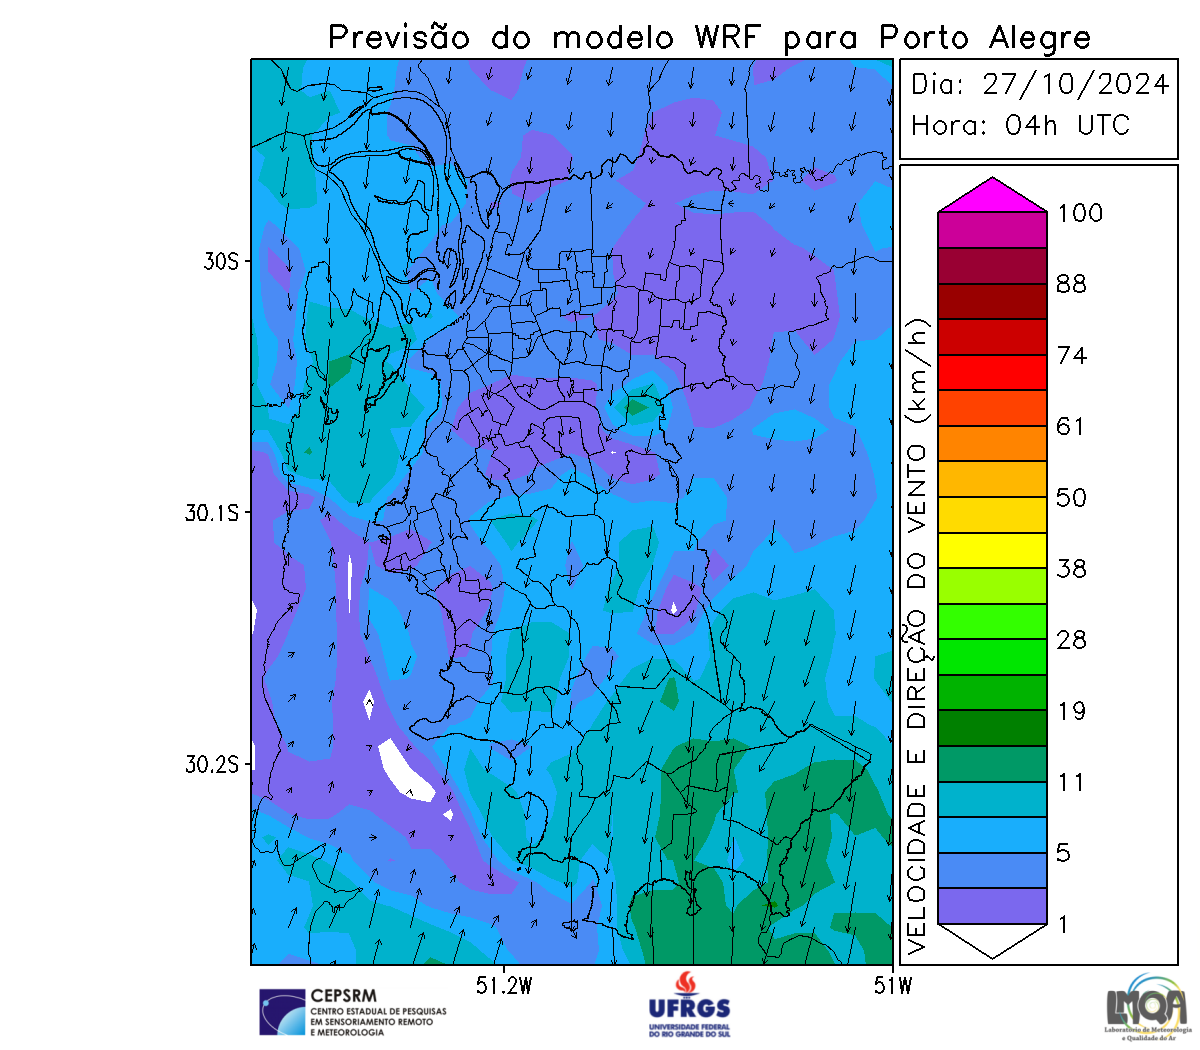 Previsão do modelo WRF para Porto Alegre
Dia: 27/10/2024
Hora: 04h UTC
30S
30.1S
30.2S
51.2W
51W
VELOCIDADE E DIREÇÃO DO VENTO (km/h)
100
88
74
61
50
38
28
19
11
5
1
CEPSRM
CENTRO ESTADUAL DE PESQUISAS
EM SENSORIAMENTO REMOTO
E METEOROLOGIA
UFRGS
UNIVERSIDADE FEDERAL
DO RIO GRANDE DO SUL
LMQA
Laboratório de Meteorologia
e Qualidade do Ar